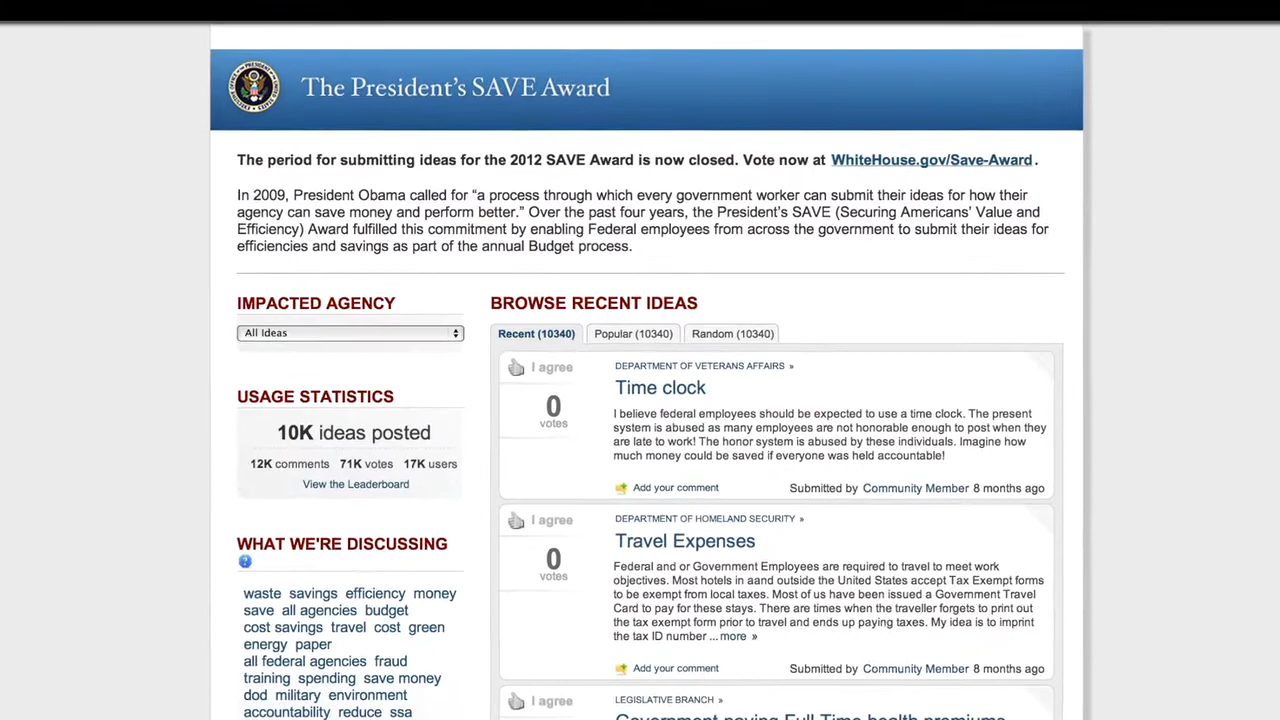 The President's SAVE Award
The period for submitting ideas for the 2012 SAVE Award is now closed. Vote now at WhiteHouse.gov/Save-Award.
In 2009, President Obama called for “a process through which every government worker can submit their ideas for how their
agency can save money and perform better.” Over the past four years, the President’s SAVE (Securing Americans’ Value and
Efficiency) Award fulfilled this commitment by enabling Federal employees from across the government to submit their ideas for
efficiencies and savings as part of the annual Budget process.
IMPACTED AGENCY
All Ideas
USAGE STATISTICS
10K ideas posted
12K comments 71K votes 17K users
View the Leaderboard
WHAT WE'RE DISCUSSING
?
waste savings efficiency money
save all agencies budget
cost savings travel cost green
energy paper
all federal agencies fraud
training spending save money
dod military environment
accountability reduce ssa
BROWSE RECENT IDEAS
Recent (10340) Popular (10340) Random (10340)
I agree
0
votes
DEPARTMENT OF VETERANS AFFAIRS »
Time clock
I believe federal employees should be expected to use a time clock. The present
system is abused as many employees are not honorable enough to post when they
are late to work! The honor system is abused by these individuals. Imagine how
much money could be saved if everyone was held accountable!
Add your comment Submitted by Community Member 8 months ago
I agree
0
votes
DEPARTMENT OF HOMELAND SECURITY »
Travel Expenses
Federal and or Government Employees are required to travel to meet work
objectives. Most hotels in aand outside the United States accept Tax Exempt forms
to be exempt from local taxes. Most of us have been issued a Government Travel
Card to pay for these stays. There are times when the traveller forgets to print out
the tax exempt form prior to travel and ends up paying taxes. My idea is to imprint
the tax ID number ... more »
Add your comment Submitted by Community Member 8 months ago
I agree
LEGISLATIVE BRANCH »
Government paying Full Time health premiums